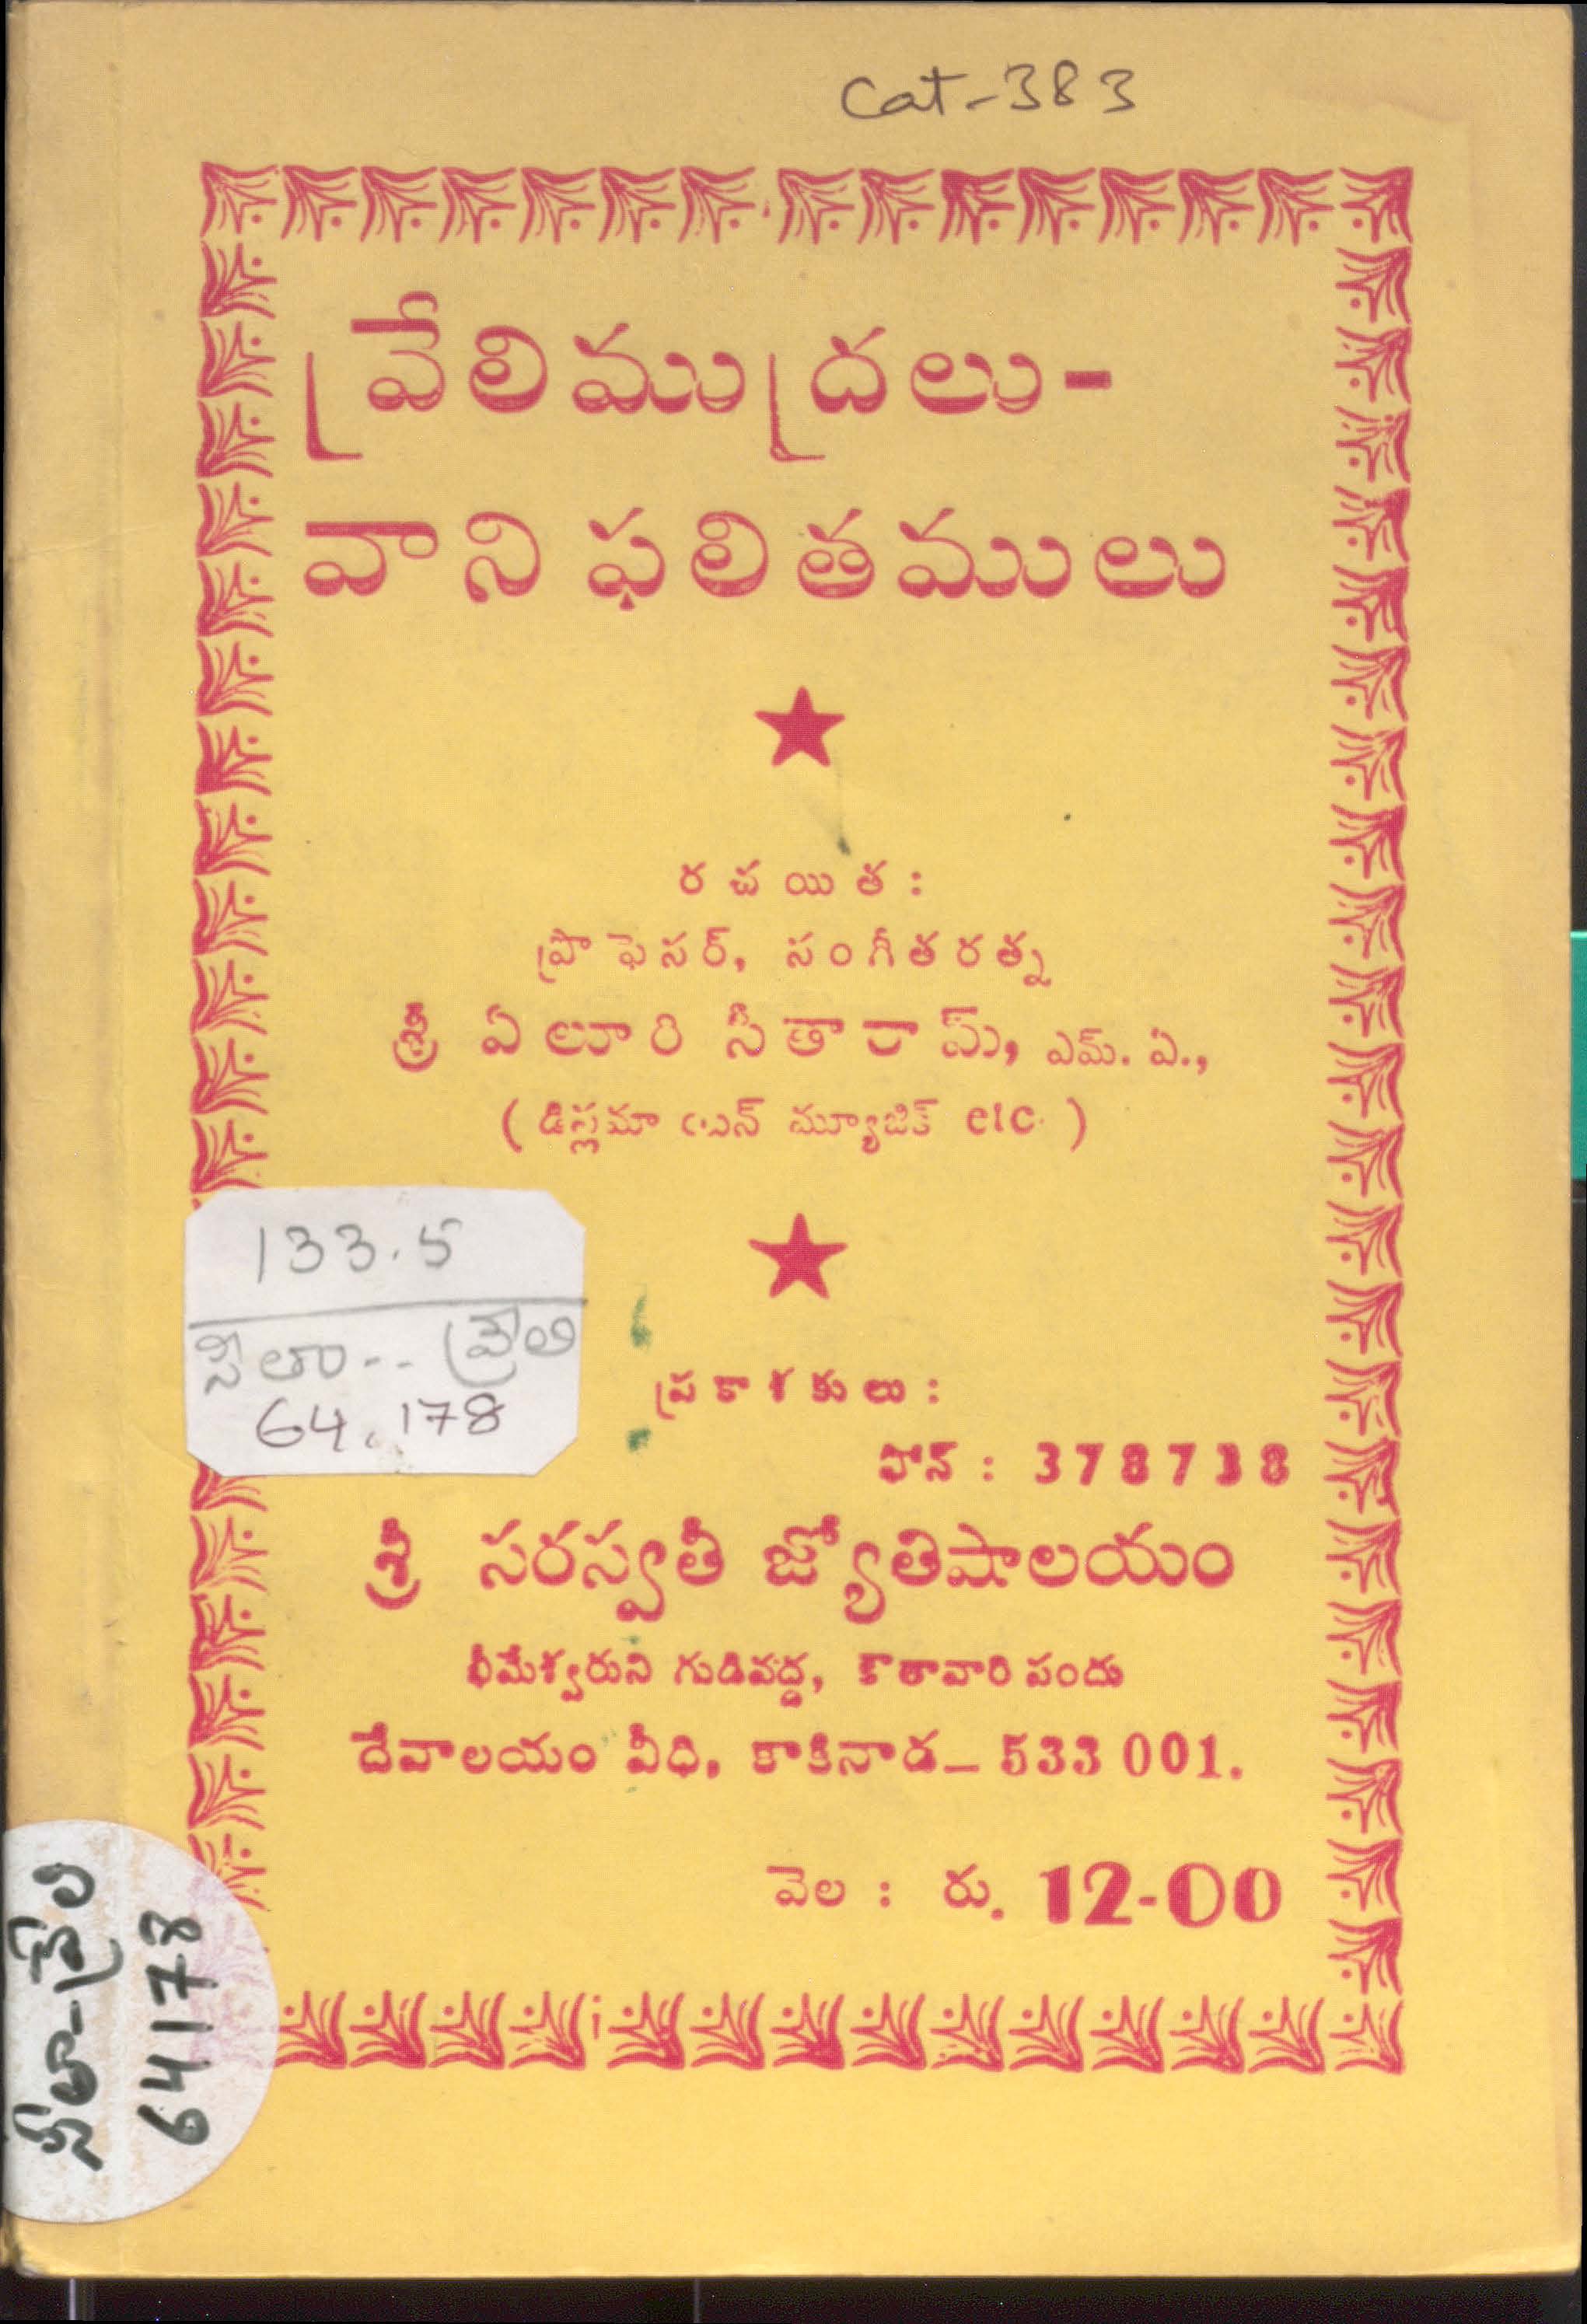 Cat-383
వ్రేలిముద్రలు-
వాని ఫలితములు
రచయిత :
ప్రొఫెసర్, సంగీతరత్న
శ్రీ ఏలూరి సీతారామ్, ఎమ్. ఏ.,
( డిప్లమా ఇన్ మ్యూజిక్ etc. )
133.5
సీతా-- వ్రేలి
64,178
ప్రకాశకులు :
ఫోన్ : 378738
శ్రీ సరస్వతీ జ్యోతిషాలయం
భీమేశ్వరుని గుడివద్ద, కొతావారి పందు
దేవాలయం వీధి, కాకినాడ- 533 001.
వెల : రు. 12-00
సీతా-వ్రేలి
64178